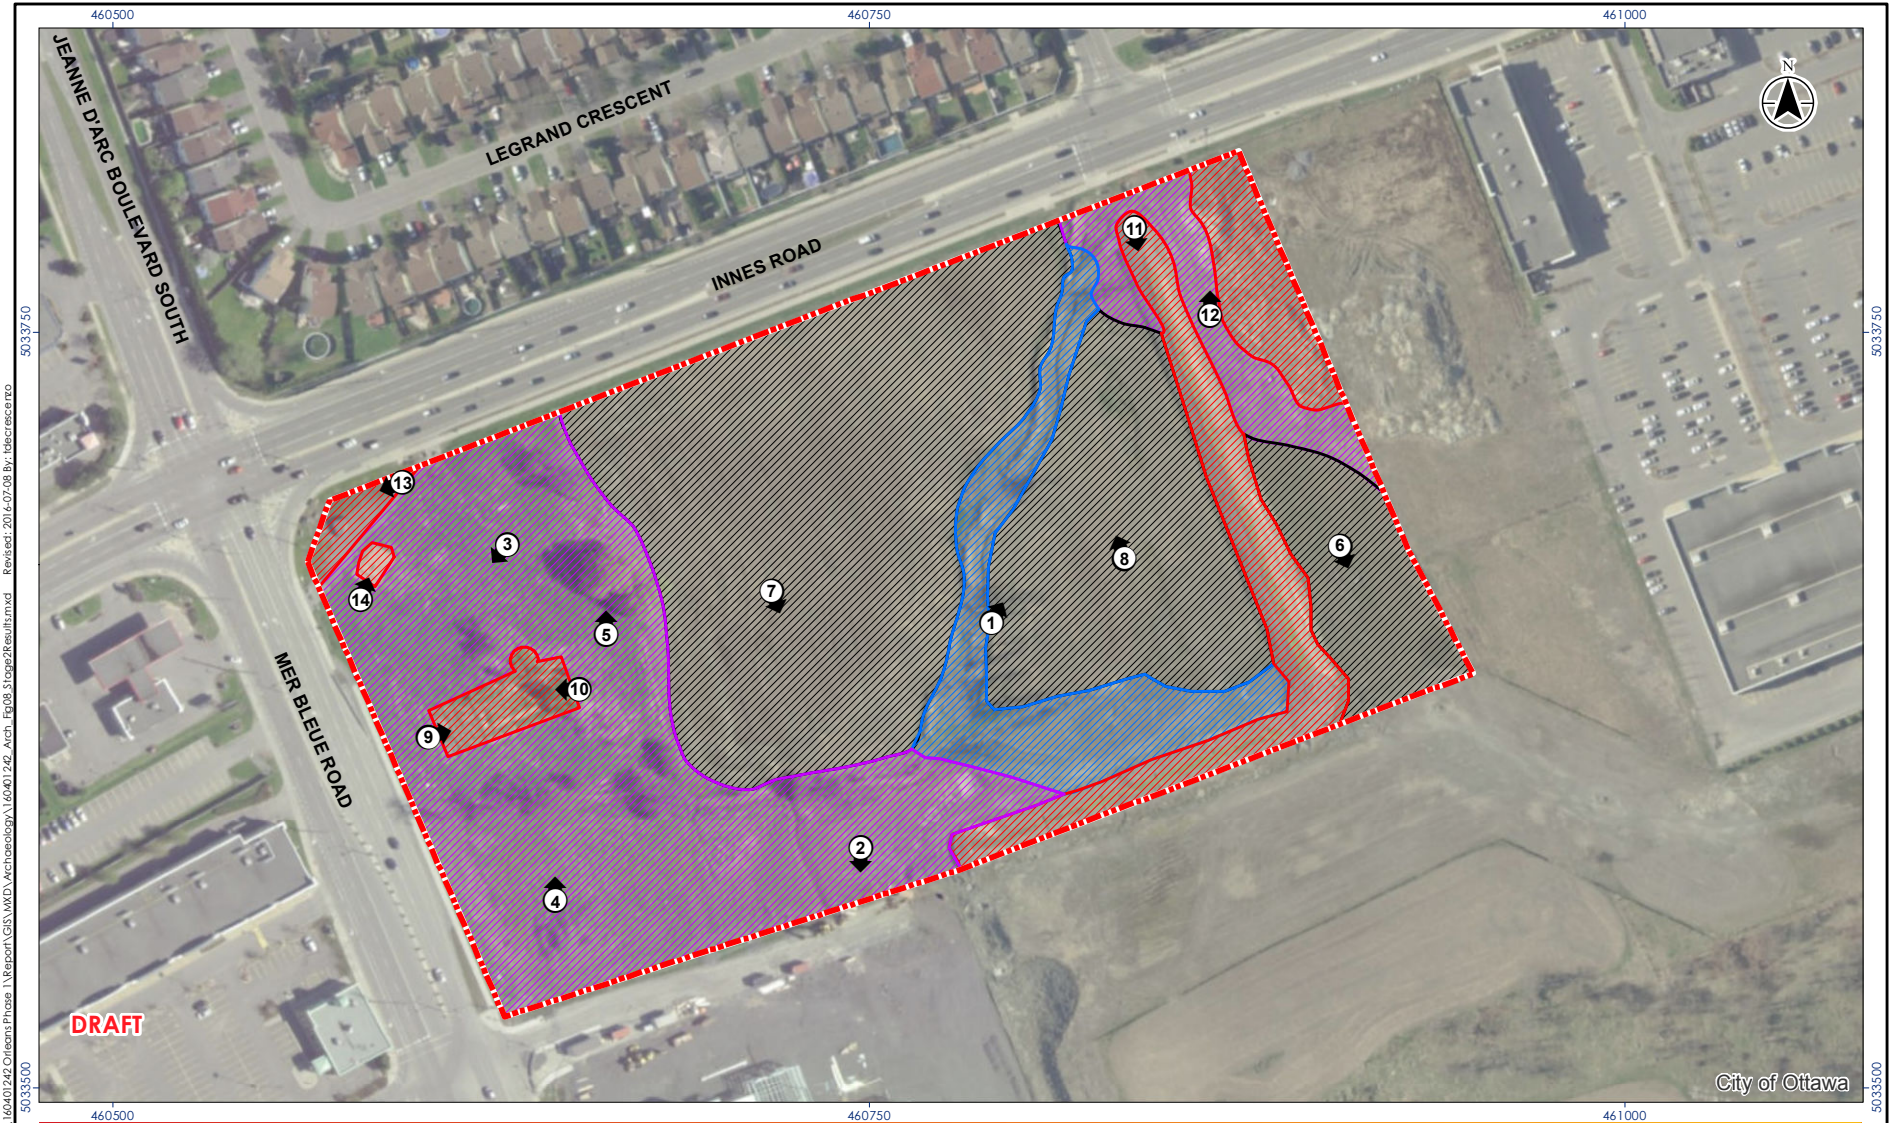 460500 460750 461000
N
JEANNE D'ARC BOULEVARD SOUTH
LEGRAND CRESCENT
INNES ROAD
MER BLEUE ROAD
5033750
5033750
11
12
13
3
14
5
7
8
6
1
10
9
2
4
DRAFT
City of Ottawa
5033500
5033500
460500 460750 461000
160401242 Orleans Phase 1\Report\GIS\MXD\Archaeology\160401242_Arch_Fig08_Stage2Results.mxd Revised: 2016-07-08 By: tdecrescenzo